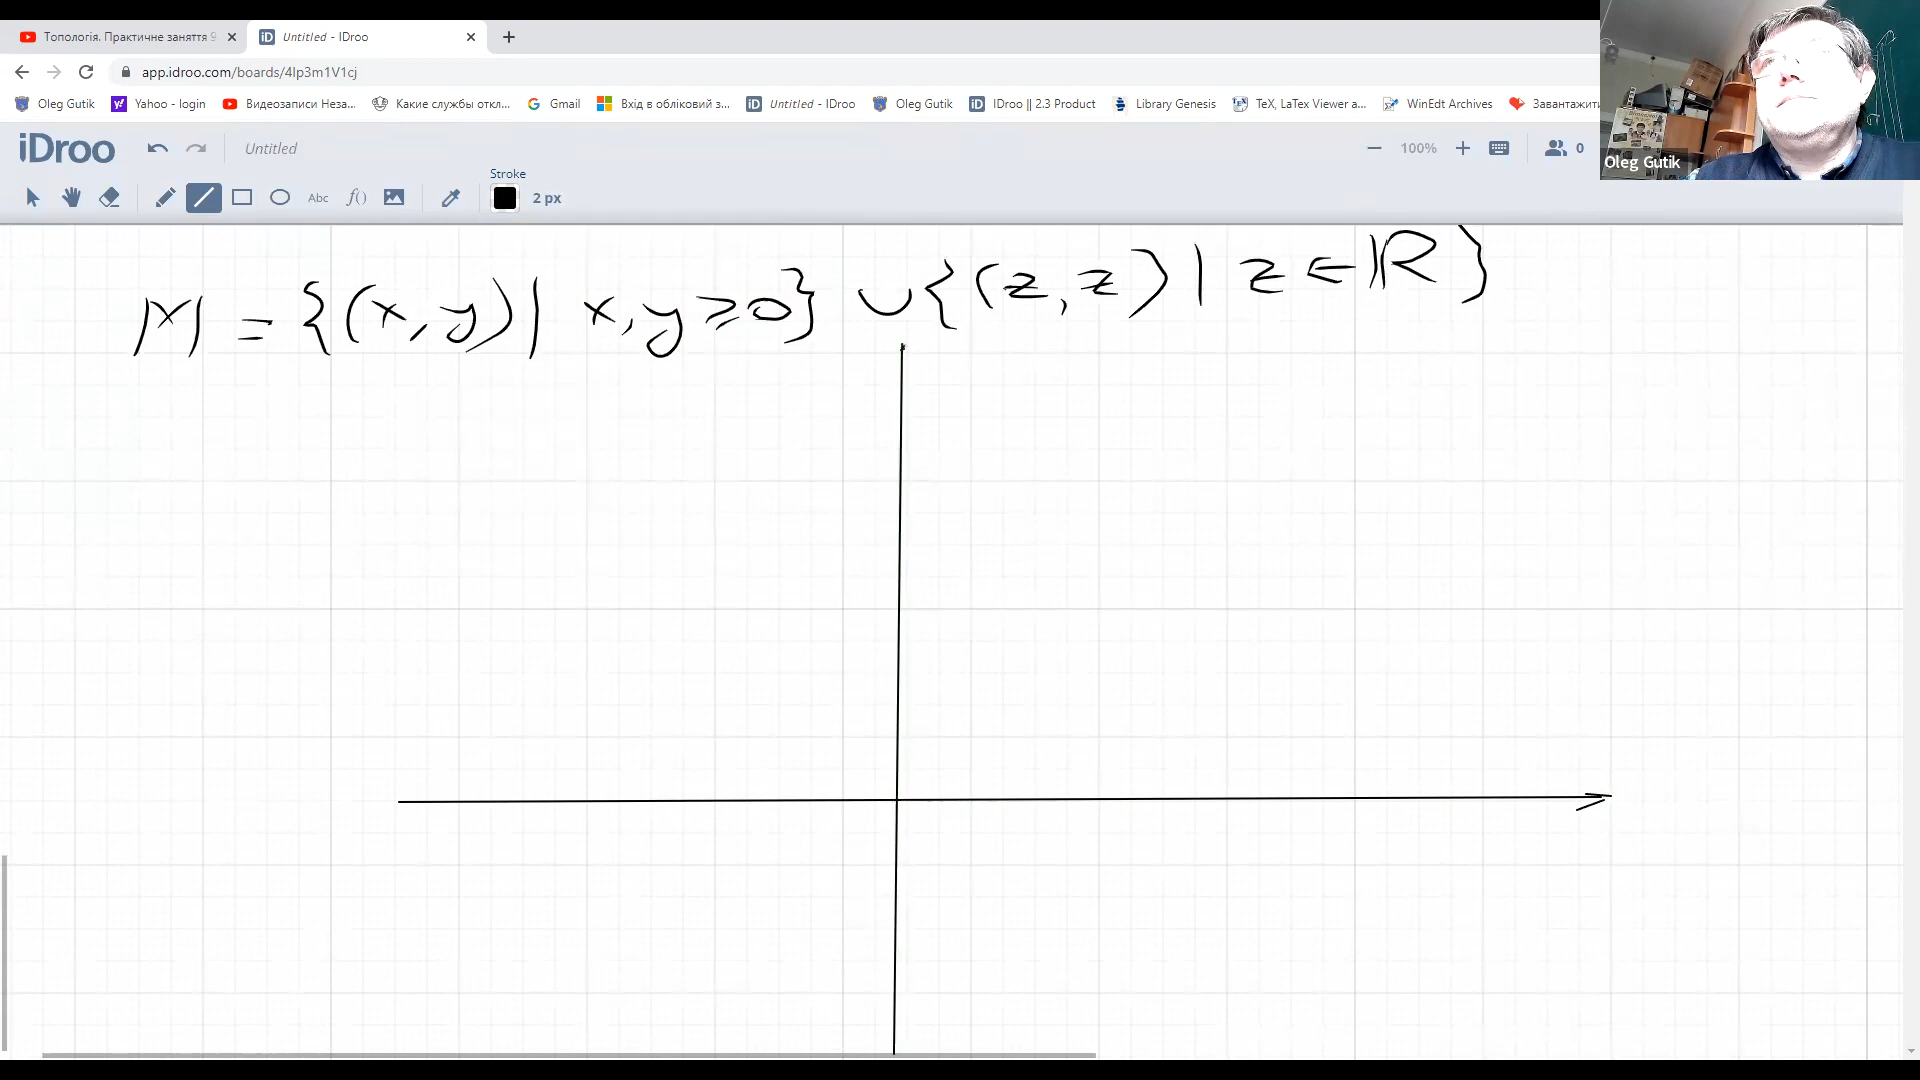 Топологія. Практичне заняття 9
Untitled - IDroo
app.idroo.com/boards/4lp3m1V1cj
Oleg Gutik Yahoo - login Видеозаписи Неза... Какие службы откл... Gmail Вхід в обліковий з... Untitled - IDroo Oleg Gutik IDroo || 2.3 Product Library Genesis TeX, LaTex Viewer a... WinEdt Archives Завантажити
iDroo Untitled 100% 0
Stroke
Abc f() 2 px
Oleg Gutik
M = {(x, y) | x, y ⩾ 0} ∪ {(z, z) | z ∈ ℝ}